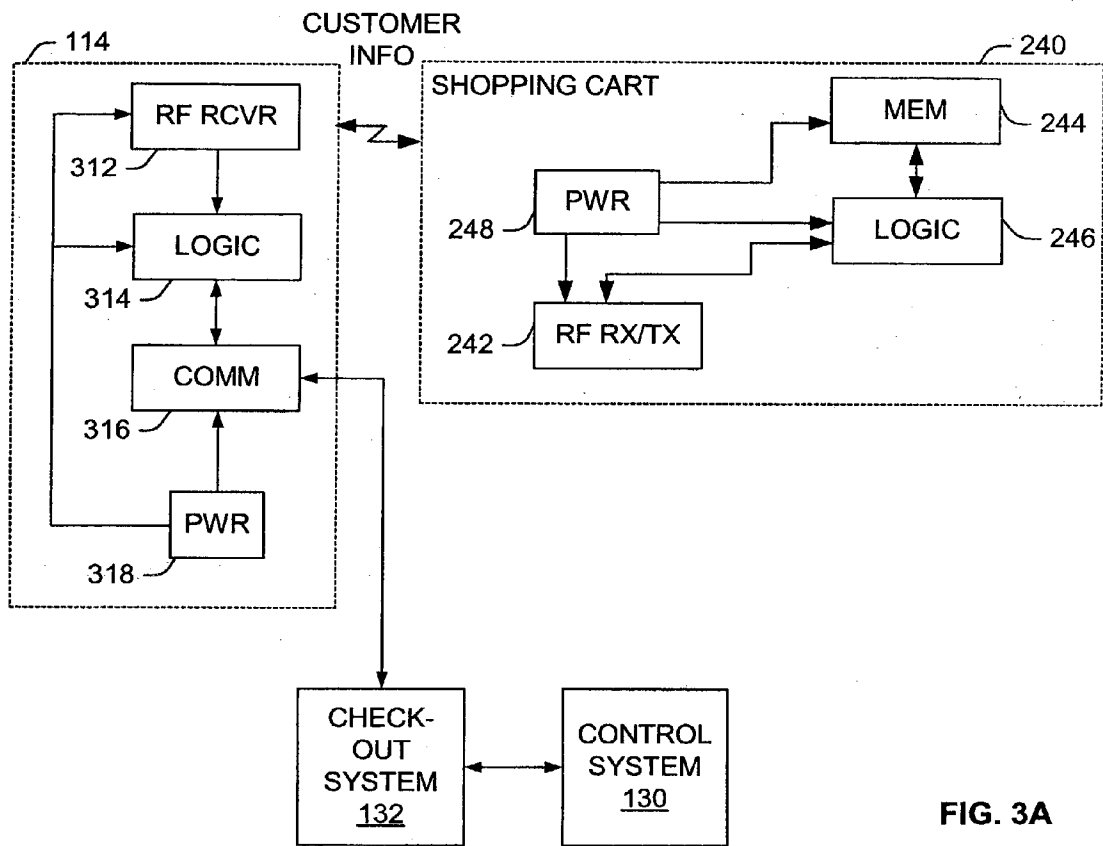 CUSTOMER
INFO
114
RF RCVR
312
LOGIC
314
COMM
316
PWR
318
240
SHOPPING CART
MEM
244
PWR
248
LOGIC
246
RF RX/TX
242
CHECK-
OUT
SYSTEM
132
CONTROL
SYSTEM
130
FIG. 3A